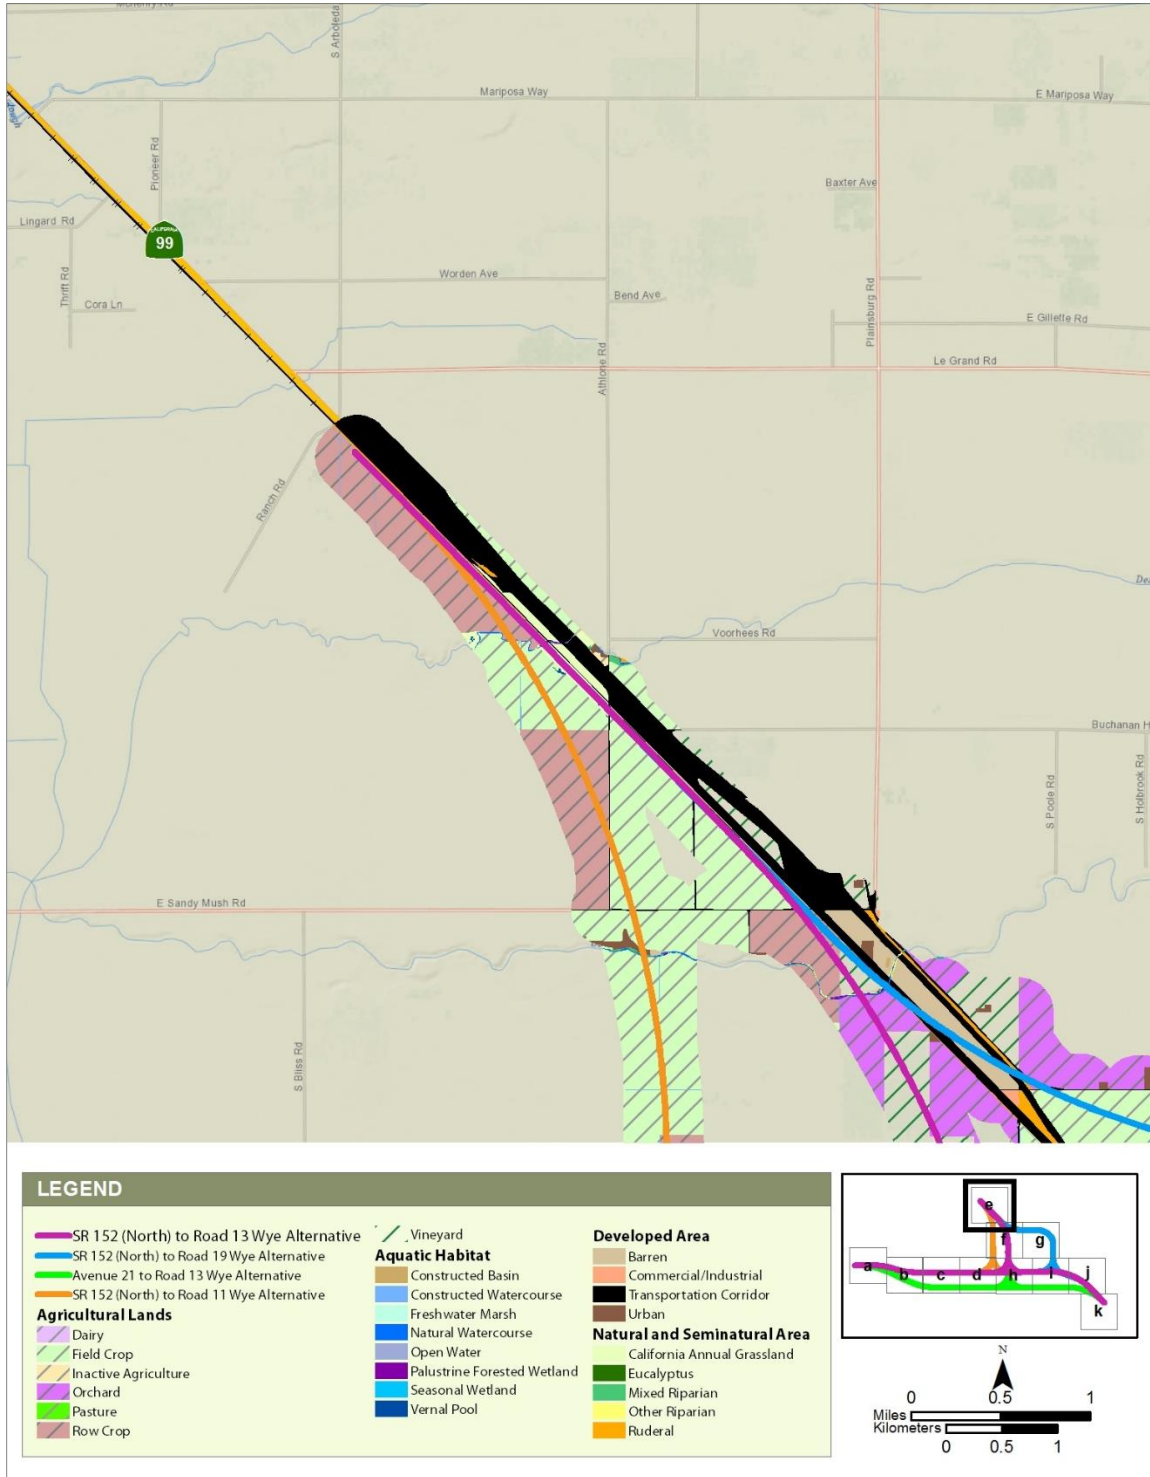 McHenry Rd
S Arboleda
Mariposa Way
E Mariposa Way
Pioneer Rd
Baxter Ave
Lingard Rd
CALIFORNIA
99
Thrift Rd
Worden Ave
Cora Ln
Bend Ave
Plainsburg Rd
E Gillette Rd
Athlone Rd
Le Grand Rd
Ranch Rd
De
Voorhees Rd
Buchanan H
S Poole Rd
S Holbrook Rd
E Sandy Mush Rd
S Bliss Rd
LEGEND
SR 152 (North) to Road 13 Wye Alternative
SR 152 (North) to Road 19 Wye Alternative
Avenue 21 to Road 13 Wye Alternative
SR 152 (North) to Road 11 Wye Alternative
Agricultural Lands
Dairy
Field Crop
Inactive Agriculture
Orchard
Pasture
Row Crop
Vineyard
Aquatic Habitat
Constructed Basin
Constructed Watercourse
Freshwater Marsh
Natural Watercourse
Open Water
Palustrine Forested Wetland
Seasonal Wetland
Vernal Pool
Developed Area
Barren
Commercial/Industrial
Transportation Corridor
Urban
Natural and Seminatural Area
California Annual Grassland
Eucalyptus
Mixed Riparian
Other Riparian
Ruderal
e
f
g
a
b
c
d
h
i
j
k
N
0 0.5 1
Miles
Kilometers
0 0.5 1